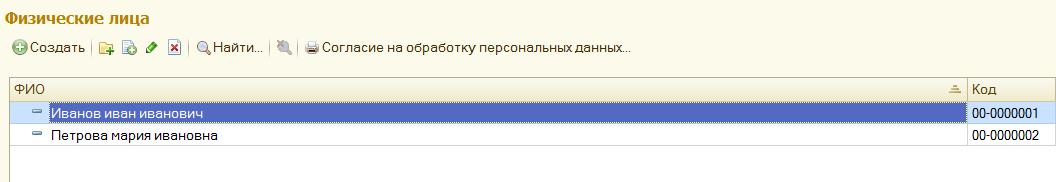 Физические лица
Создать Найти... Согласие на обработку персональных данных...
ФИО Код
Иванов иван иванович 00-0000001
Петрова мария ивановна 00-0000002